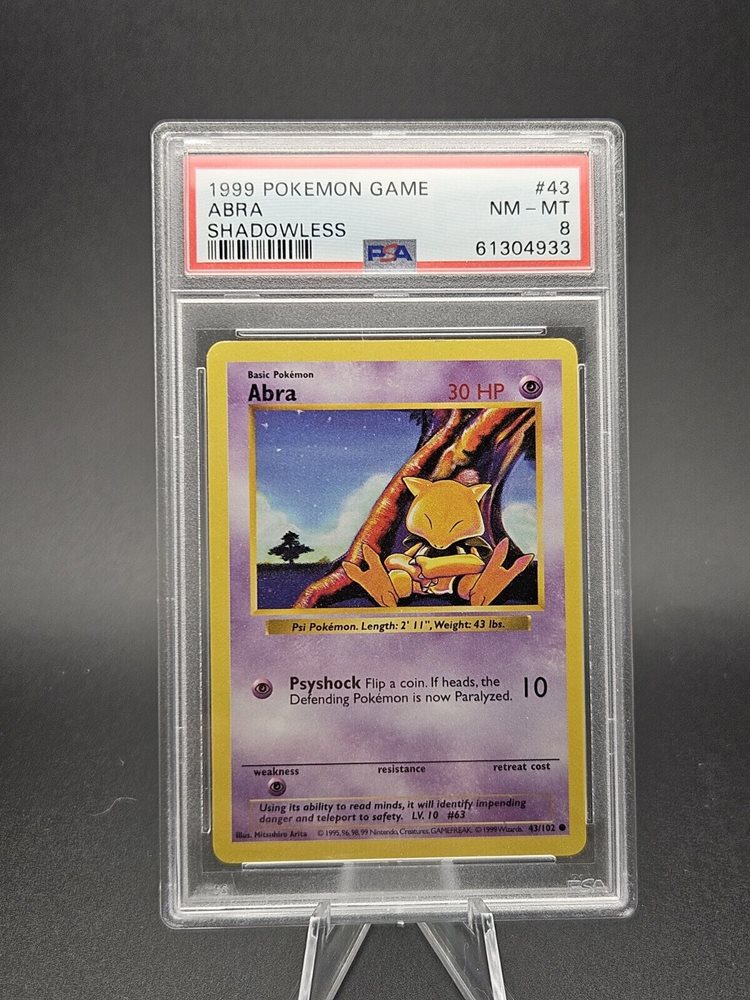 1999 POKEMON GAME #43
ABRA NM - MT
SHADOWLESS 8
PSA 61304933
Basic Pokémon
Abra 30 HP
Psi Pokémon. Length: 2' 11", Weight: 43 lbs.
Psyshock Flip a coin. If heads, the 10
Defending Pokémon is now Paralyzed.
weakness resistance retreat cost
Using its ability to read minds, it will identify impending
danger and teleport to safety. LV. 10 #63
Illus. Mitsuhiro Arita © 1995, 96, 98, 99 Nintendo, Creatures, GAMEFREAK. © 1999 Wizards. 43/102
PSA